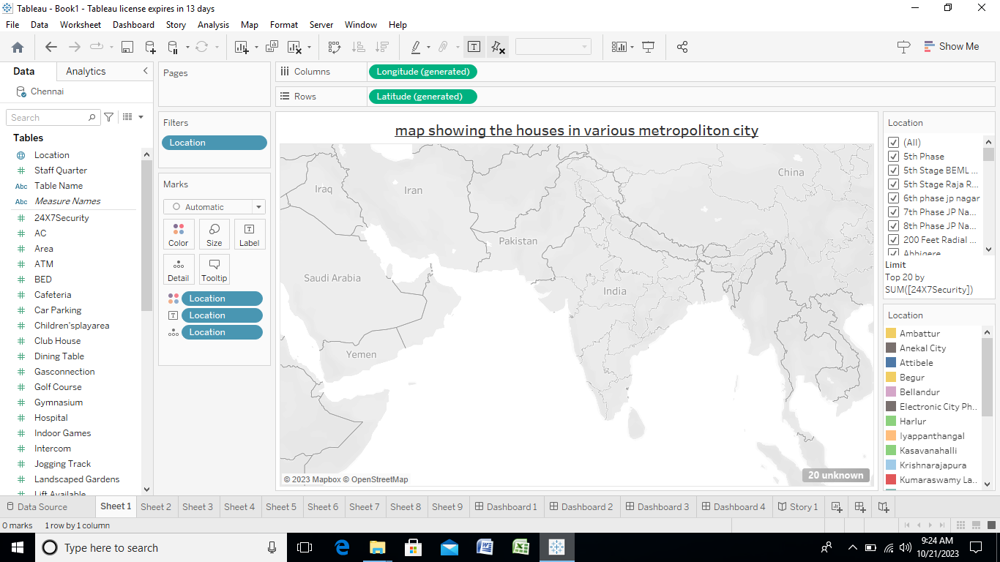 Tableau - Book1 - Tableau license expires in 13 days
File Data Worksheet Dashboard Story Analysis Map Format Server Window Help
Show Me
Data Analytics
Chennai
Search
Tables
Location
Staff Quarter
Abc Table Name
Abc Measure Names
24X7Security
AC
Area
ATM
BED
Cafeteria
Car Parking
Children'splayarea
Club House
Dining Table
Gasconnection
Golf Course
Gymnasium
Hospital
Indoor Games
Intercom
Jogging Track
Landscaped Gardens
Lift Available
Pages
Filters
Location
Marks
Automatic
Color Size Label
Detail Tooltip
Location
Location
Location
Columns Longitude (generated)
Rows Latitude (generated)
map showing the houses in various metropoliton city
China
Iraq
Iran
Pakistan
Saudi Arabia
India
Yemen
© 2023 Mapbox © OpenStreetMap
20 unknown
Location
(All)
5th Phase
5th Stage BEML ...
5th Stage Raja R...
6th phase jp nagar
7th Phase JP Na...
8th Phase JP Na...
200 Feet Radial ...
Abbigere
Limit
Top 20 by
SUM([24X7Security])
Location
Ambattur
Anekal City
Attibele
Begur
Bellandur
Electronic City Ph..
Harlur
Iyappanthangal
Kasavanahalli
Krishnarajapura
Kumaraswamy La..
Data Source Sheet 1 Sheet 2 Sheet 3 Sheet 4 Sheet 5 Sheet 6 Sheet 7 Sheet 8 Sheet 9 Dashboard 1 Dashboard 2 Dashboard 3 Dashboard 4 Story 1
0 marks 1 row by 1 column
Type here to search
9:24 AM
10/21/2023